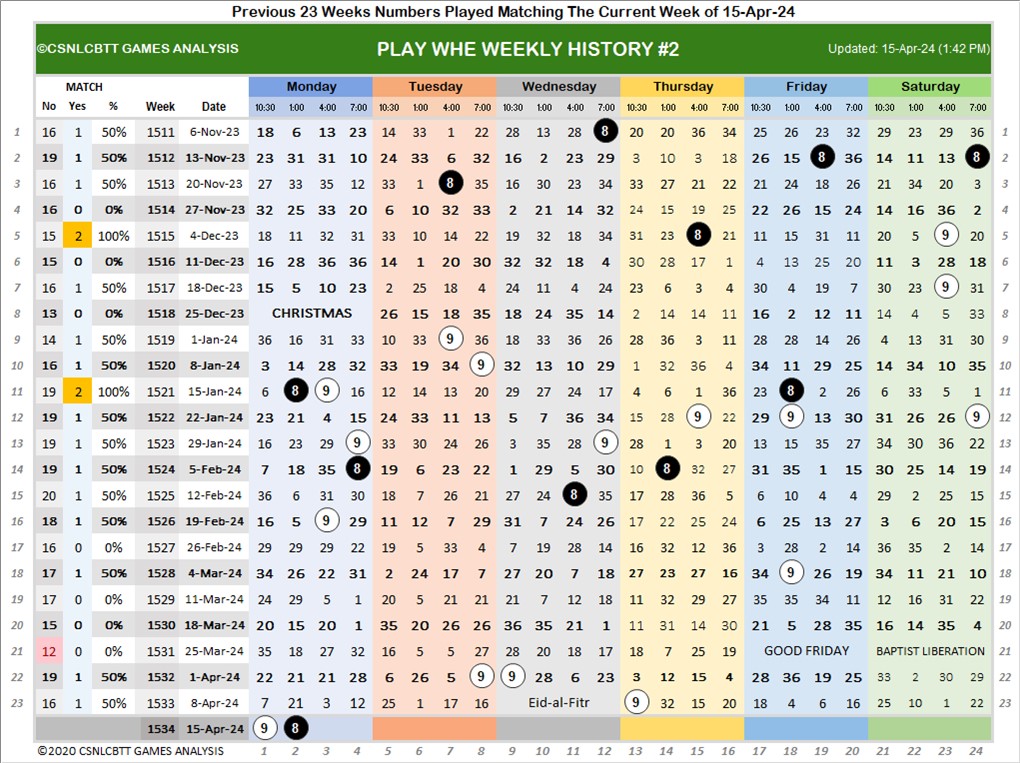 Previous 23 Weeks Numbers Played Matching The Current Week of 15-Apr-24
©CSNLCBTT GAMES ANALYSIS PLAY WHE WEEKLY HISTORY #2 Updated: 15-Apr-24 (1:42 PM)
MATCH Monday Tuesday Wednesday Thursday Friday Saturday
No Yes % Week Date 10:30 1:00 4:00 7:00 10:30 1:00 4:00 7:00 10:30 1:00 4:00 7:00 10:30 1:00 4:00 7:00 10:30 1:00 4:00 7:00 10:30 1:00 4:00 7:00
1 16 1 50% 1511 6-Nov-23 18 6 13 23 14 33 1 22 28 13 28 8 20 20 36 34 25 26 23 32 29 23 29 36 1
2 19 1 50% 1512 13-Nov-23 23 31 31 10 24 33 6 32 16 2 23 29 3 10 3 18 26 15 8 36 14 11 13 8 2
3 16 1 50% 1513 20-Nov-23 27 33 35 12 33 1 8 35 16 30 23 34 33 27 21 22 21 24 18 26 21 34 20 3 3
4 16 0 0% 1514 27-Nov-23 32 25 33 20 6 10 32 33 2 21 14 32 24 15 19 25 22 26 15 24 14 16 36 2 4
5 15 2 100% 1515 4-Dec-23 18 11 32 31 33 10 14 22 19 32 18 34 31 23 8 21 11 15 31 11 20 5 9 20 5
6 15 0 0% 1516 11-Dec-23 16 28 36 36 14 1 20 30 32 32 18 4 30 28 17 1 4 13 25 20 11 3 28 18 6
7 16 1 50% 1517 18-Dec-23 15 5 10 23 2 25 18 4 24 11 4 24 23 6 3 4 30 4 19 7 30 23 9 31 7
8 13 0 0% 1518 25-Dec-23 CHRISTMAS 26 15 18 35 18 24 35 14 2 14 14 11 16 2 12 11 14 4 5 33 8
9 14 1 50% 1519 1-Jan-24 36 16 31 33 10 33 9 36 18 33 36 26 28 36 3 11 28 28 14 26 4 13 31 30 9
10 16 1 50% 1520 8-Jan-24 3 14 28 32 33 19 34 9 32 13 10 29 1 32 36 4 34 11 29 25 14 34 10 35 10
11 19 2 100% 1521 15-Jan-24 6 8 9 16 12 14 13 20 29 27 24 17 4 6 1 36 23 8 2 26 6 33 5 1 11
12 19 1 50% 1522 22-Jan-24 23 21 4 15 24 33 11 13 5 7 36 34 15 28 9 22 29 9 13 30 31 26 26 9 12
13 19 1 50% 1523 29-Jan-24 16 23 29 9 33 30 24 26 3 35 28 9 28 1 3 20 13 15 35 27 34 30 36 22 13
14 19 1 50% 1524 5-Feb-24 7 18 35 8 19 6 23 22 1 29 5 30 10 8 32 27 31 35 1 15 30 25 14 19 14
15 20 1 50% 1525 12-Feb-24 36 6 31 30 18 7 26 21 27 24 8 35 17 28 36 5 6 10 4 4 29 2 25 15 15
16 18 1 50% 1526 19-Feb-24 16 5 9 29 11 12 7 29 31 7 24 26 17 22 25 24 6 25 13 27 3 6 20 15 16
17 16 0 0% 1527 26-Feb-24 29 29 29 22 19 5 33 4 7 19 28 14 16 32 12 36 3 28 2 14 36 35 2 14 17
18 17 1 50% 1528 4-Mar-24 34 26 22 31 2 24 17 7 27 20 7 18 27 23 27 16 34 9 26 19 34 11 21 10 18
19 17 0 0% 1529 11-Mar-24 24 29 5 1 20 5 21 21 21 7 12 18 11 32 29 27 35 35 34 11 12 16 31 22 19
20 15 0 0% 1530 18-Mar-24 20 15 20 1 35 20 26 26 36 35 21 1 11 31 14 30 21 5 28 35 16 14 35 4 20
21 12 0 0% 1531 25-Mar-24 35 18 27 32 16 5 5 27 28 20 18 17 18 7 25 19 GOOD FRIDAY BAPTIST LIBERATION 21
22 19 1 50% 1532 1-Apr-24 22 21 21 28 6 26 5 9 9 28 6 23 3 12 15 4 28 36 19 25 33 2 30 29 22
23 16 1 50% 1533 8-Apr-24 7 21 3 12 25 1 17 16 Eid-al-Fitr 9 32 15 20 18 4 6 16 25 10 1 22 23
1534 15-Apr-24 9 8
©2020 CSNLCBTT GAMES ANALYSIS 1 2 3 4 5 6 7 8 9 10 11 12 13 14 15 16 17 18 19 20 21 22 23 24